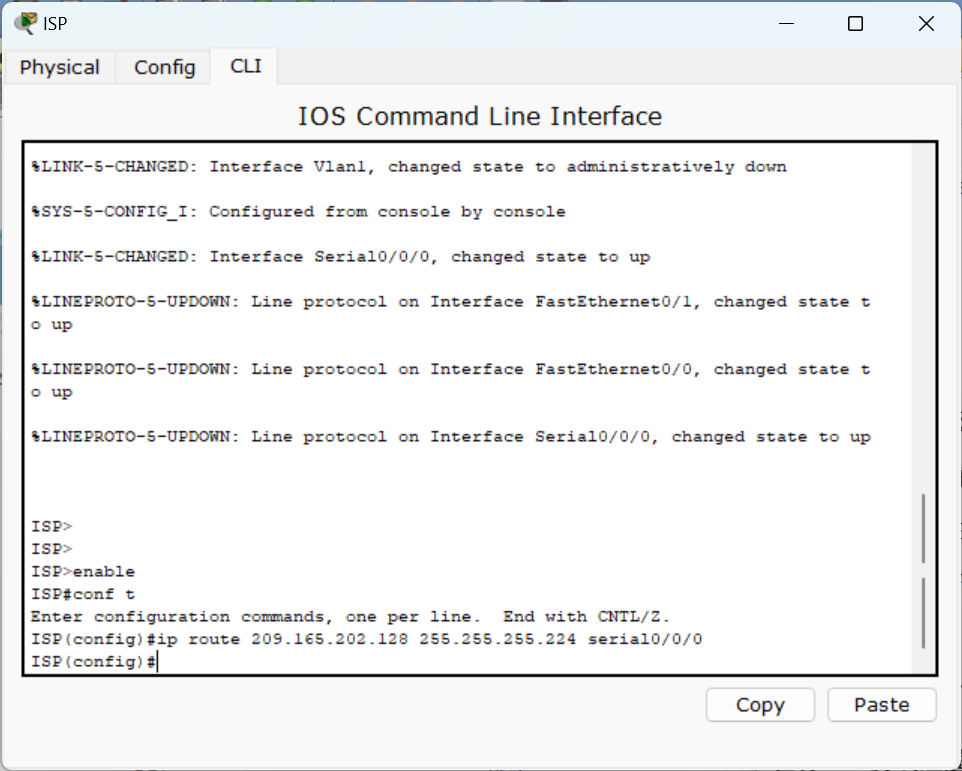 ISP
Physical Config CLI
IOS Command Line Interface
%LINK-5-CHANGED: Interface Vlan1, changed state to administratively down
%SYS-5-CONFIG_I: Configured from console by console
%LINK-5-CHANGED: Interface Serial0/0/0, changed state to up
%LINEPROTO-5-UPDOWN: Line protocol on Interface FastEthernet0/1, changed state t
o up
%LINEPROTO-5-UPDOWN: Line protocol on Interface FastEthernet0/0, changed state t
o up
%LINEPROTO-5-UPDOWN: Line protocol on Interface Serial0/0/0, changed state to up
ISP>
ISP>
ISP>enable
ISP#conf t
Enter configuration commands, one per line.  End with CNTL/Z.
ISP(config)#ip route 209.165.202.128 255.255.255.224 serial0/0/0
ISP(config)#
Copy Paste